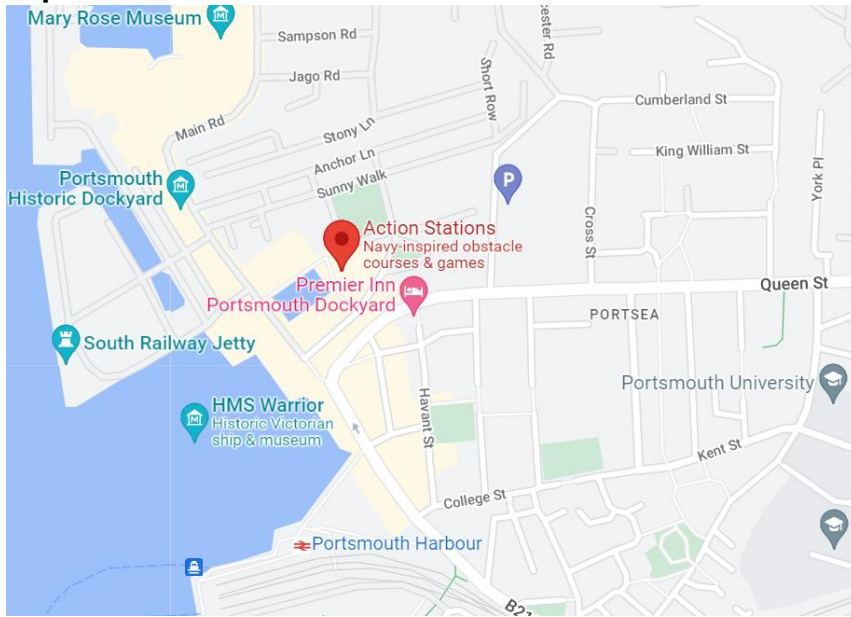 Mary Rose Museum
Sampson Rd
Jago Rd
Short Row
Cumberland St
Main Rd
Stony Ln
King William St
Anchor Ln
Sunny Walk
York Pl
Portsmouth
Historic Dockyard
P
Cross St
Action Stations
Navy-inspired obstacle
courses & games
Premier Inn
Portsmouth Dockyard
Queen St
PORTSEA
South Railway Jetty
Portsmouth University
HMS Warrior
Historic Victorian
ship & museum
Havant St
Kent St
College St
Portsmouth Harbour